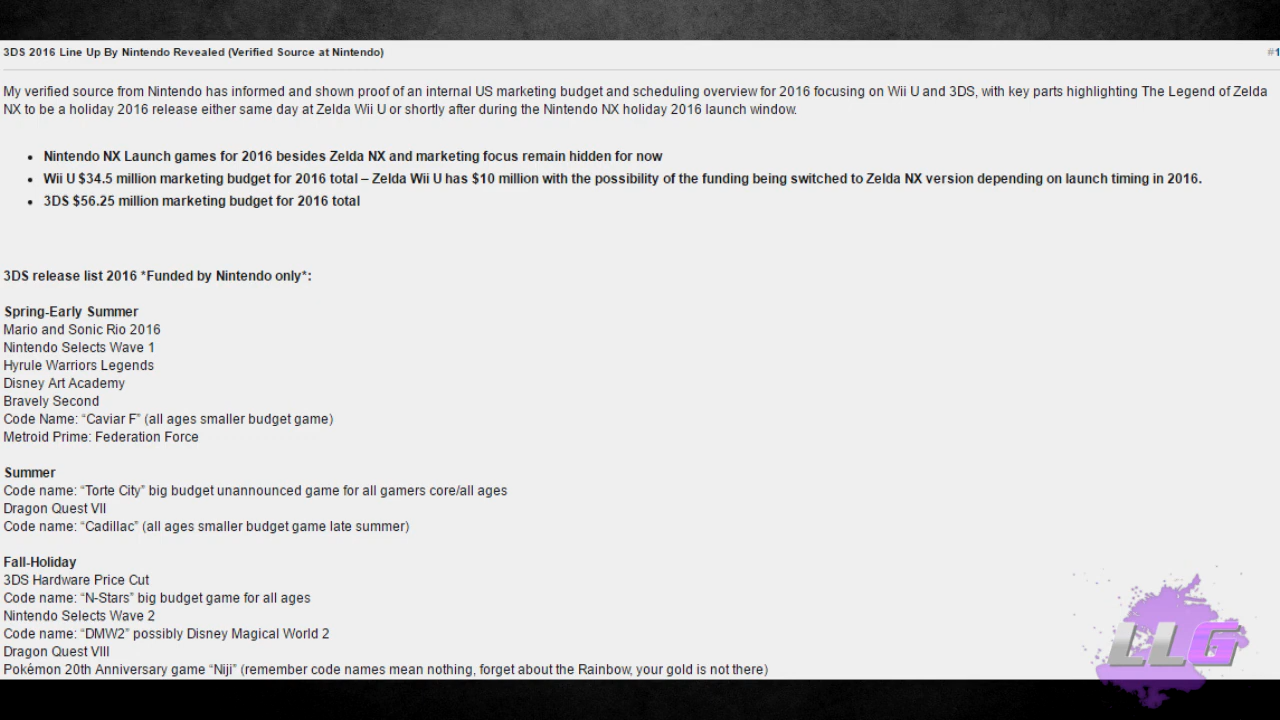 3DS 2016 Line Up By Nintendo Revealed (Verified Source at Nintendo) #1
My verified source from Nintendo has informed and shown proof of an internal US marketing budget and scheduling overview for 2016 focusing on Wii U and 3DS, with key parts highlighting The Legend of Zelda
NX to be a holiday 2016 release either same day at Zelda Wii U or shortly after during the Nintendo NX holiday 2016 launch window.
• Nintendo NX Launch games for 2016 besides Zelda NX and marketing focus remain hidden for now
• Wii U $34.5 million marketing budget for 2016 total – Zelda Wii U has $10 million with the possibility of the funding being switched to Zelda NX version depending on launch timing in 2016.
• 3DS $56.25 million marketing budget for 2016 total
3DS release list 2016 *Funded by Nintendo only*:
Spring-Early Summer
Mario and Sonic Rio 2016
Nintendo Selects Wave 1
Hyrule Warriors Legends
Disney Art Academy
Bravely Second
Code Name: “Caviar F” (all ages smaller budget game)
Metroid Prime: Federation Force
Summer
Code name: “Torte City” big budget unannounced game for all gamers core/all ages
Dragon Quest VII
Code name: “Cadillac” (all ages smaller budget game late summer)
Fall-Holiday
3DS Hardware Price Cut
Code name: “N-Stars” big budget game for all ages
Nintendo Selects Wave 2
Code name: “DMW2” possibly Disney Magical World 2
Dragon Quest VIII
Pokémon 20th Anniversary game “Niji” (remember code names mean nothing, forget about the Rainbow, your gold is not there)
LLG